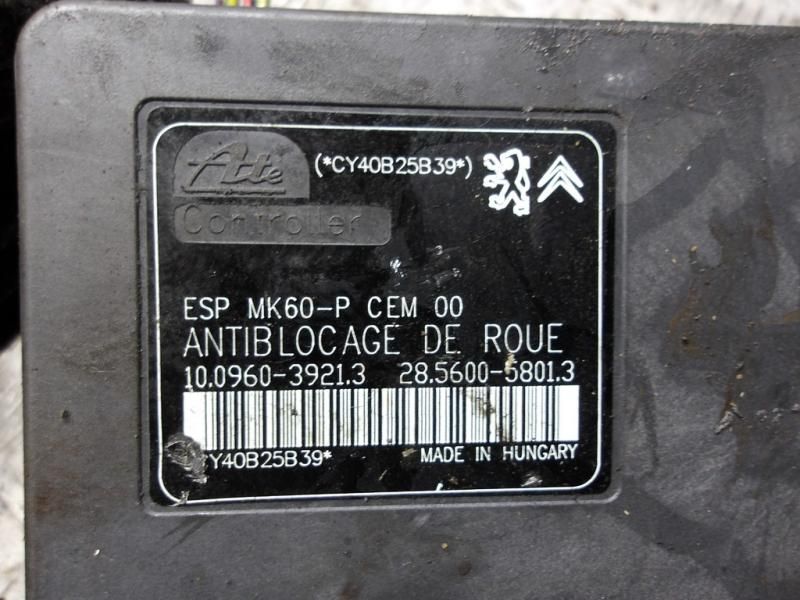 Ate
(*CY40B25B39*)
Controller
ESP MK60-P CEM 00
ANTIBLOCAGE DE ROUE
10.0960-3921.3 28.5600-5801.3
CY40B25B39* MADE IN HUNGARY